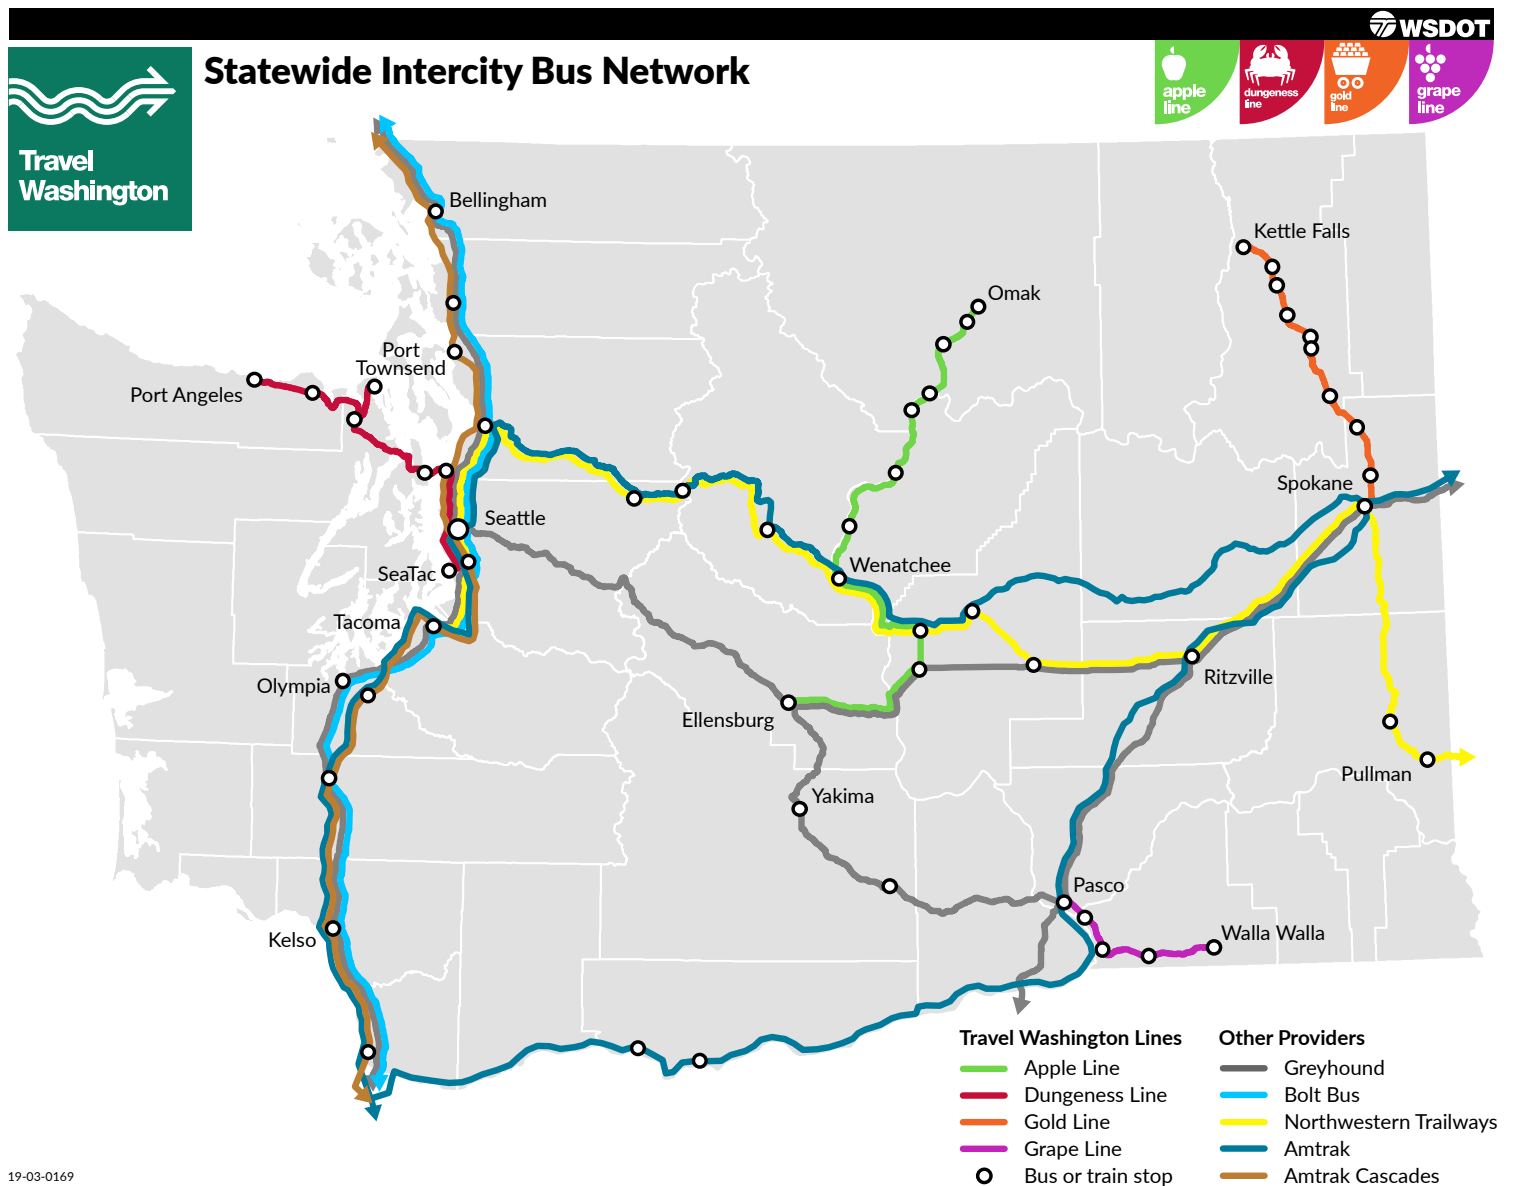 WSDOT
Statewide Intercity Bus Network
apple
line
dungeness
line
gold
line
grape
line
Travel
Washington
Bellingham
Kettle Falls
Omak
Port
Townsend
Port Angeles
Spokane
Seattle
Wenatchee
SeaTac
Tacoma
Olympia
Ritzville
Ellensburg
Pullman
Yakima
Pasco
Walla Walla
Kelso
Travel Washington Lines
Apple Line
Dungeness Line
Gold Line
Grape Line
Bus or train stop
Other Providers
Greyhound
Bolt Bus
Northwestern Trailways
Amtrak
Amtrak Cascades
19-03-0169